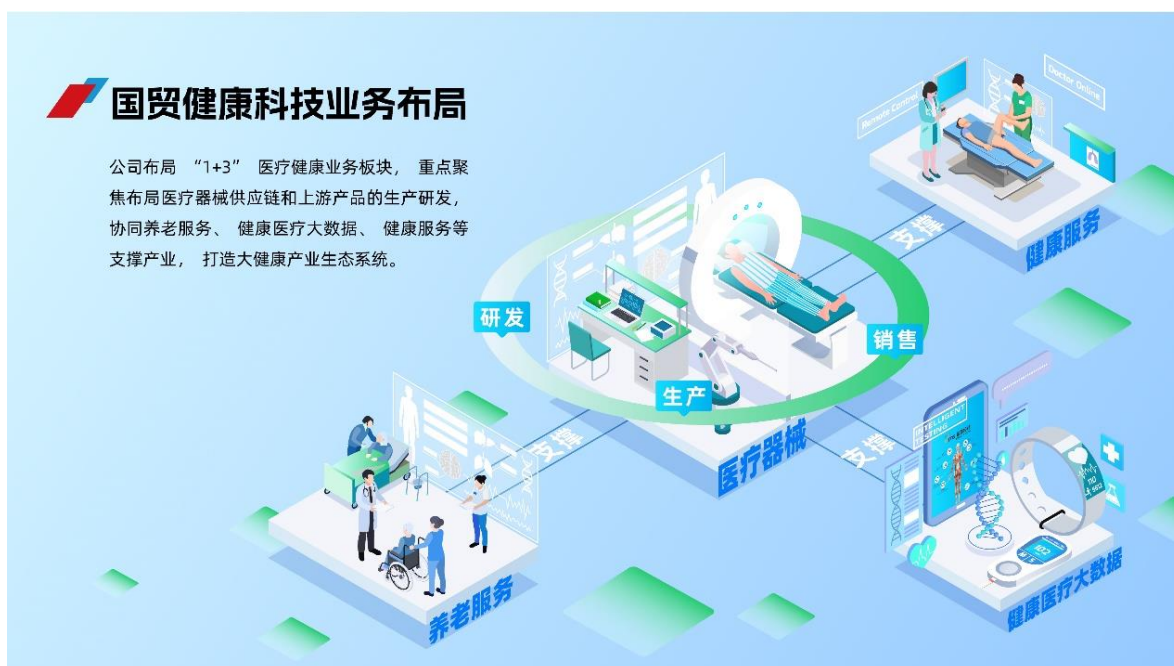 国贸健康科技业务布局
公司布局 “1+3” 医疗健康业务板块, 重点聚
焦布局医疗器械供应链和上游产品的生产研发,
协同养老服务、 健康医疗大数据、 健康服务等
支撑产业, 打造大健康产业生态系统。
Remote Control
Doctor Online
支撑
健康服务
研发
销售
生产
医疗器械
支撑
支撑
INTELLIGENT
TESTING
健康医疗大数据
养老服务